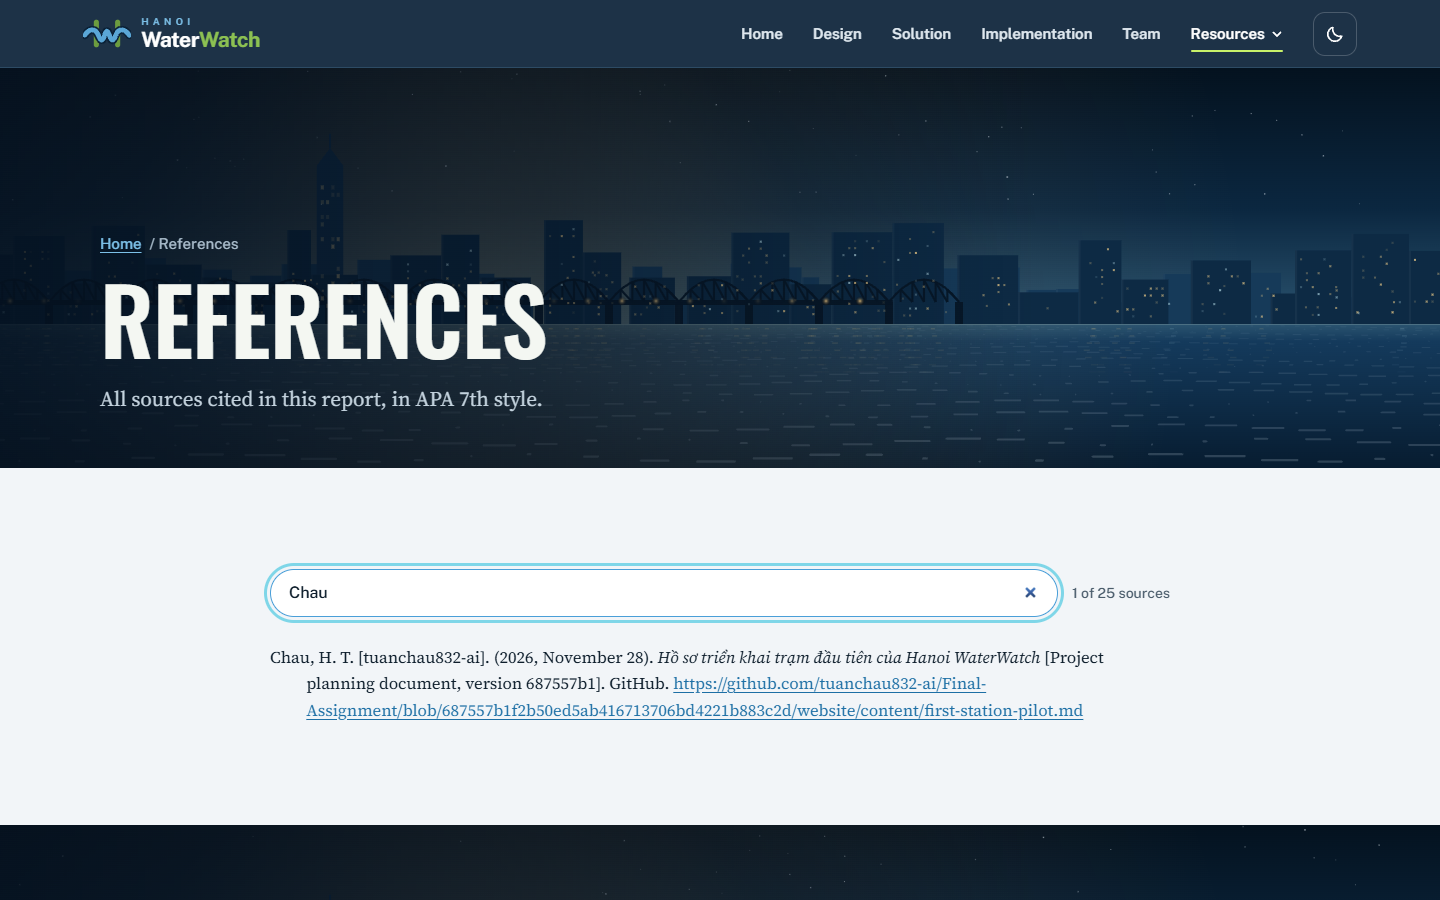 HANOI
WaterWatch
Home
Design
Solution
Implementation
Team
Resources
Home / References
REFERENCES
All sources cited in this report, in APA 7th style.
Chau
1 of 25 sources
Chau, H. T. [tuanchau832-ai]. (2026, November 28). Hồ sơ triển khai trạm đầu tiên của Hanoi WaterWatch [Project
planning document, version 687557b1]. GitHub. https://github.com/tuanchau832-ai/Final-
Assignment/blob/687557b1f2b50ed5ab416713706bd4221b883c2d/website/content/first-station-pilot.md